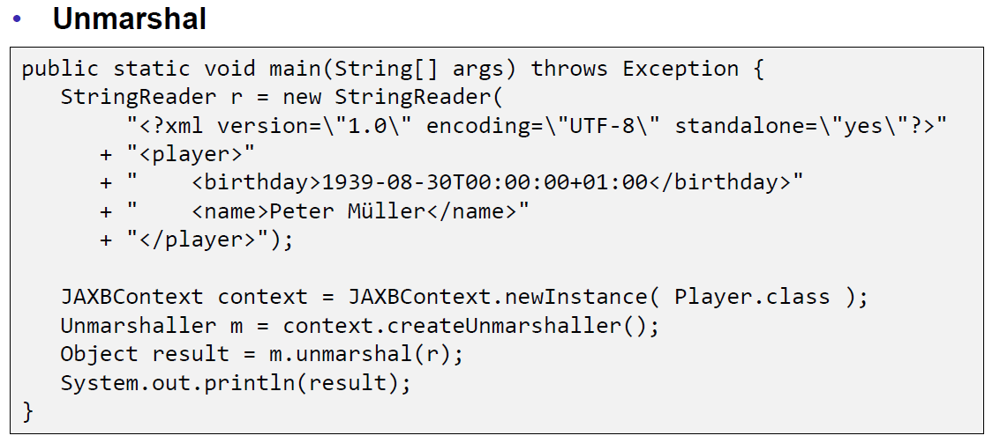 • Unmarshal
public static void main(String[] args) throws Exception {
   StringReader r = new StringReader(
        "<?xml version=\"1.0\" encoding=\"UTF-8\" standalone=\"yes\"?>"
      + "<player>"
      + "    <birthday>1939-08-30T00:00:00+01:00</birthday>"
      + "    <name>Peter Müller</name>"
      + "</player>");
   JAXBContext context = JAXBContext.newInstance( Player.class );
   Unmarshaller m = context.createUnmarshaller();
   Object result = m.unmarshal(r);
   System.out.println(result);
}